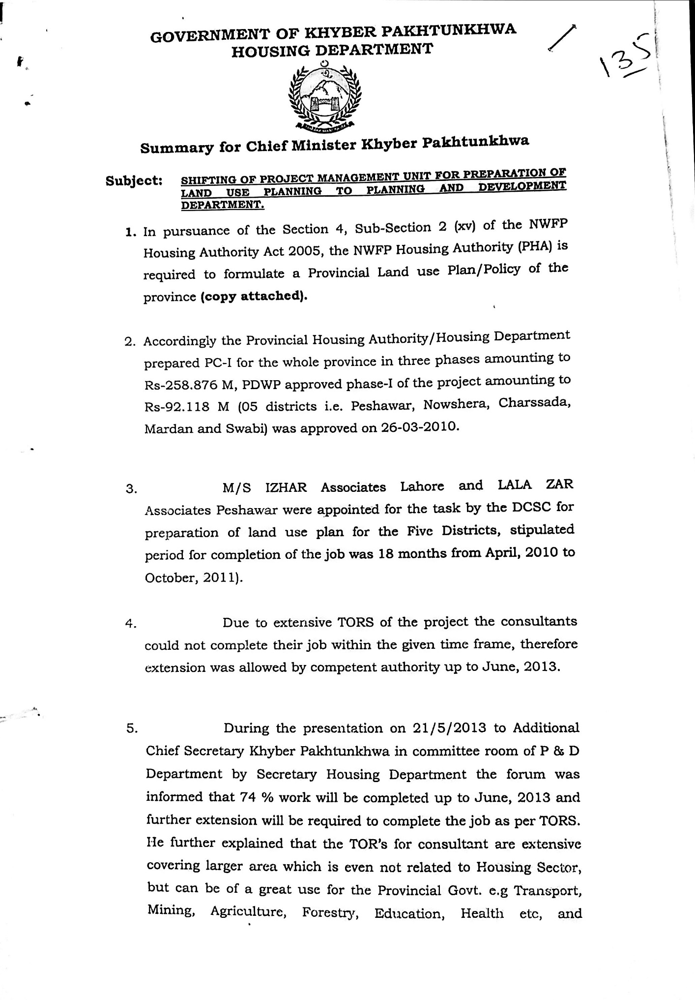 GOVERNMENT OF KHYBER PAKHTUNKHWA
HOUSING DEPARTMENT
135
Summary for Chief Minister Khyber Pakhtunkhwa
Subject: SHIFTING OF PROJECT MANAGEMENT UNIT FOR PREPARATION OF
LAND USE PLANNING TO PLANNING AND DEVELOPMENT
DEPARTMENT.
1. In pursuance of the Section 4, Sub-Section 2 (xv) of the NWFP
Housing Authority Act 2005, the NWFP Housing Authority (PHA) is
required to formulate a Provincial Land use Plan/Policy of the
province (copy attached).
2. Accordingly the Provincial Housing Authority/Housing Department
prepared PC-I for the whole province in three phases amounting to
Rs-258.876 M, PDWP approved phase-I of the project amounting to
Rs-92.118 M (05 districts i.e. Peshawar, Nowshera, Charssada,
Mardan and Swabi) was approved on 26-03-2010.
3. M/S IZHAR Associates Lahore and LALA ZAR
Associates Peshawar were appointed for the task by the DCSC for
preparation of land use plan for the Five Districts, stipulated
period for completion of the job was 18 months from April, 2010 to
October, 2011).
4. Due to extensive TORS of the project the consultants
could not complete their job within the given time frame, therefore
extension was allowed by competent authority up to June, 2013.
5. During the presentation on 21/5/2013 to Additional
Chief Secretary Khyber Pakhtunkhwa in committee room of P & D
Department by Secretary Housing Department the forum was
informed that 74 % work will be completed up to June, 2013 and
further extension will be required to complete the job as per TORS.
He further explained that the TOR's for consultant are extensive
covering larger area which is even not related to Housing Sector,
but can be of a great use for the Provincial Govt. e.g Transport,
Mining, Agriculture, Forestry, Education, Health etc, and